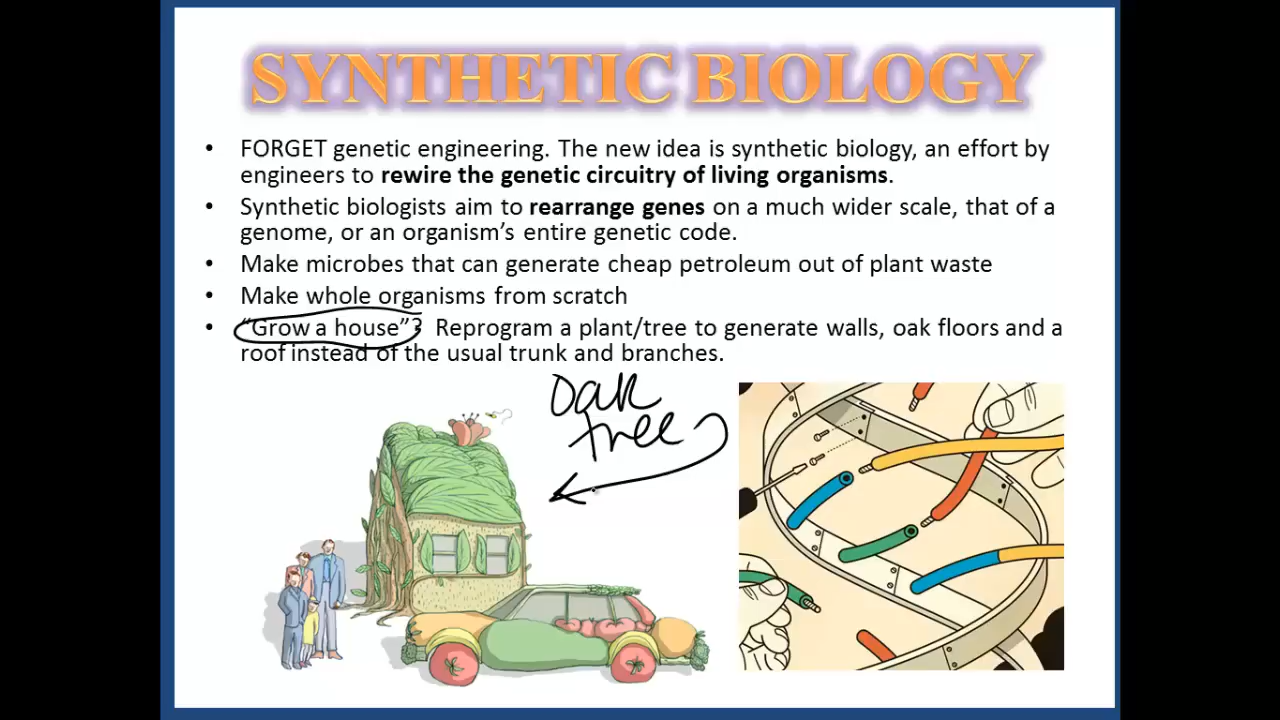 SYNTHETIC BIOLOGY
• FORGET genetic engineering. The new idea is synthetic biology, an effort by
engineers to rewire the genetic circuitry of living organisms.
• Synthetic biologists aim to rearrange genes on a much wider scale, that of a
genome, or an organism's entire genetic code.
• Make microbes that can generate cheap petroleum out of plant waste
• Make whole organisms from scratch
• "Grow a house"? Reprogram a plant/tree to generate walls, oak floors and a
roof instead of the usual trunk and branches.
oak
tree